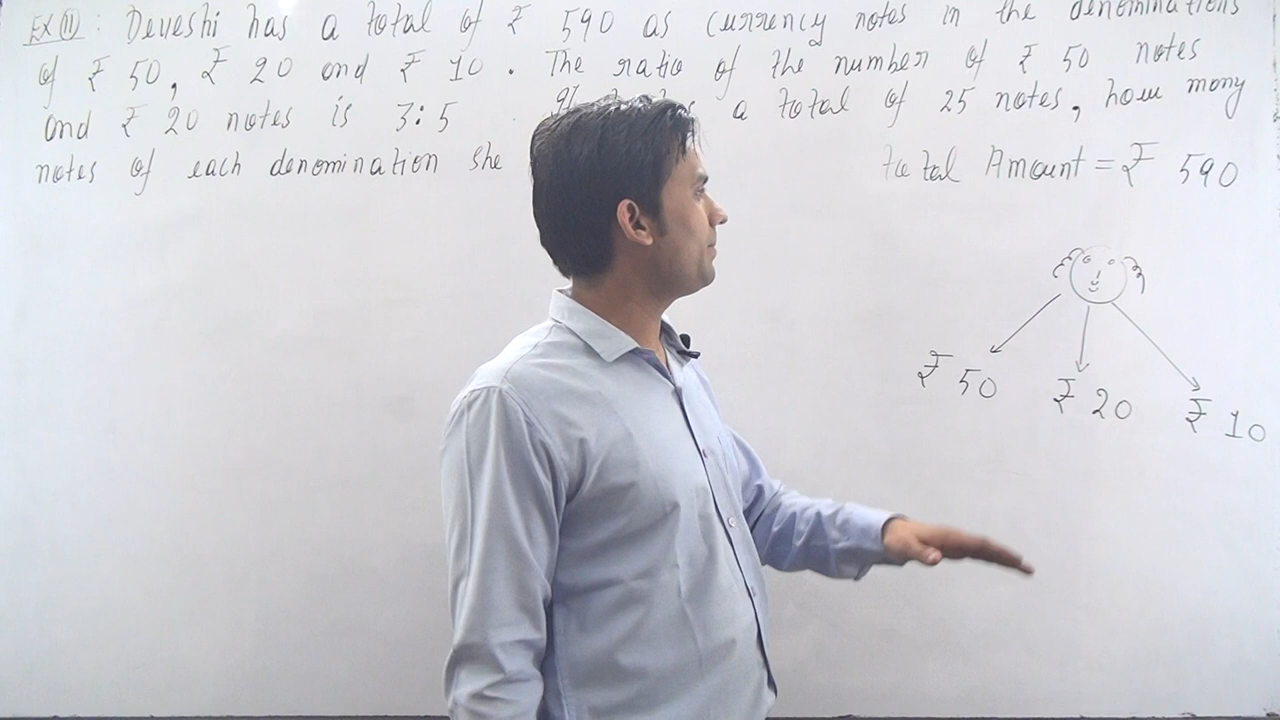 EX 11 : Deveshi has a total of ₹ 590 as currency notes in the denominations
of ₹ 50, ₹ 20 and ₹ 10 . The ratio of the number of ₹ 50 notes
and ₹ 20 notes is 3:5 . a total of 25 notes, how many
notes of each denomination she
total Amount = ₹ 590
₹ 50
₹ 20
₹ 10